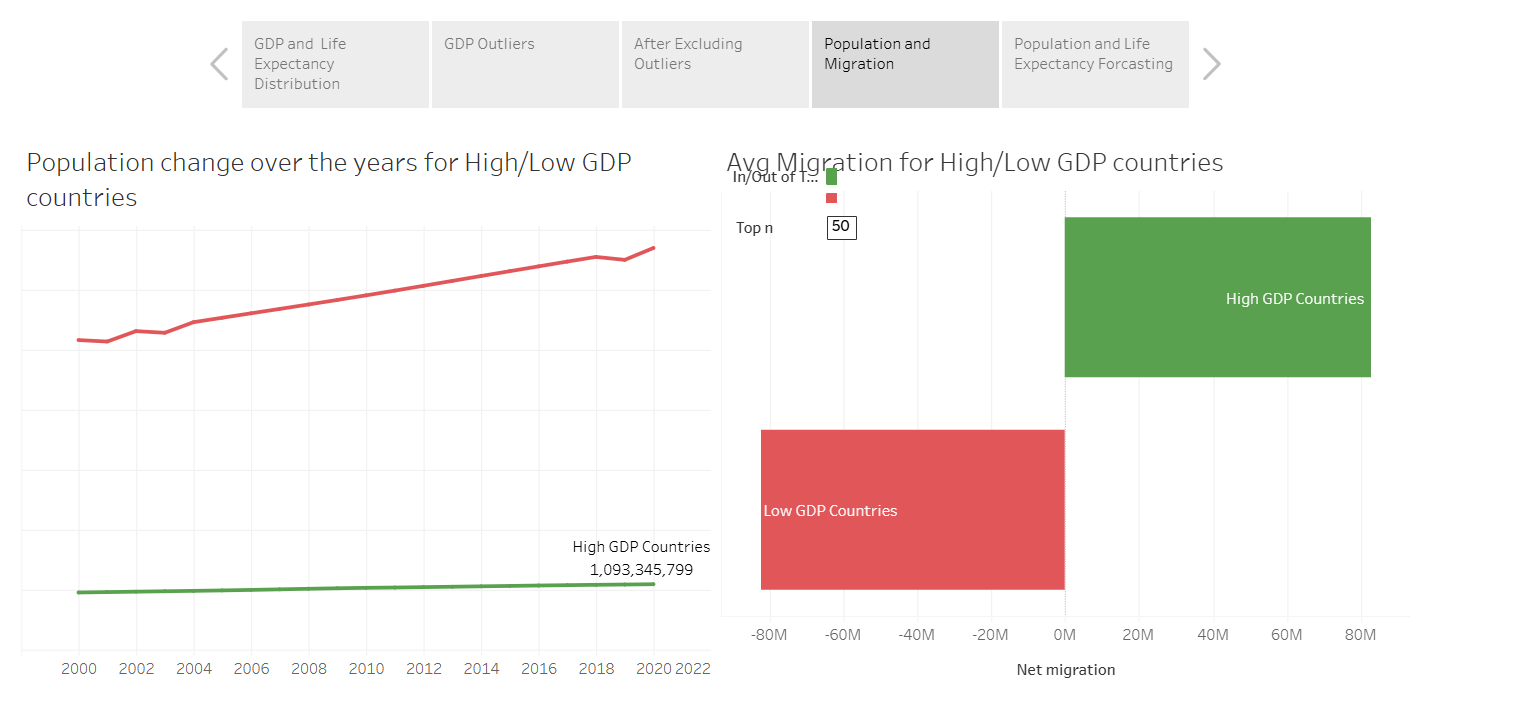 GDP and  Life
Expectancy
Distribution
GDP Outliers
After Excluding
Outliers
Population and
Migration
Population and Life
Expectancy Forcasting
Population change over the years for High/Low GDP
countries
High GDP Countries
1,093,345,799
2000 2002 2004 2006 2008 2010 2012 2014 2016 2018 2020 2022
Avg Migration for High/Low GDP countries
In/Out of T...
Top n 50
High GDP Countries
Low GDP Countries
-80M -60M -40M -20M 0M 20M 40M 60M 80M
Net migration